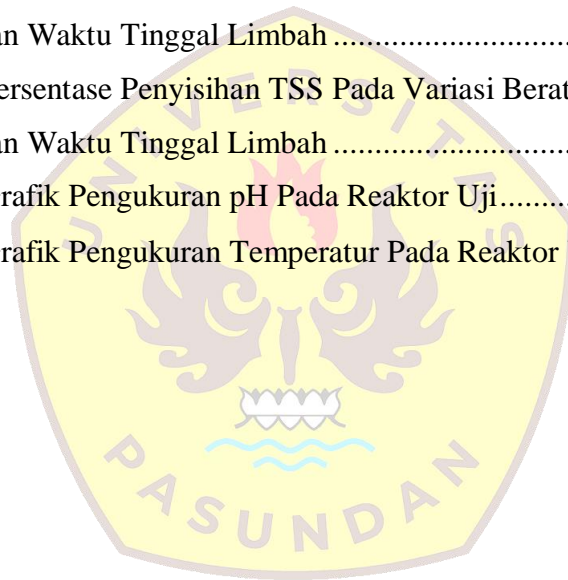 an Waktu Tinggal Limbah ............................
ersentase Penyisihan TSS Pada Variasi Berat
an Waktu Tinggal Limbah ............................
rafik Pengukuran pH Pada Reaktor Uji.........
rafik Pengukuran Temperatur Pada Reaktor
UNIVERSITAS
PASUNDAN